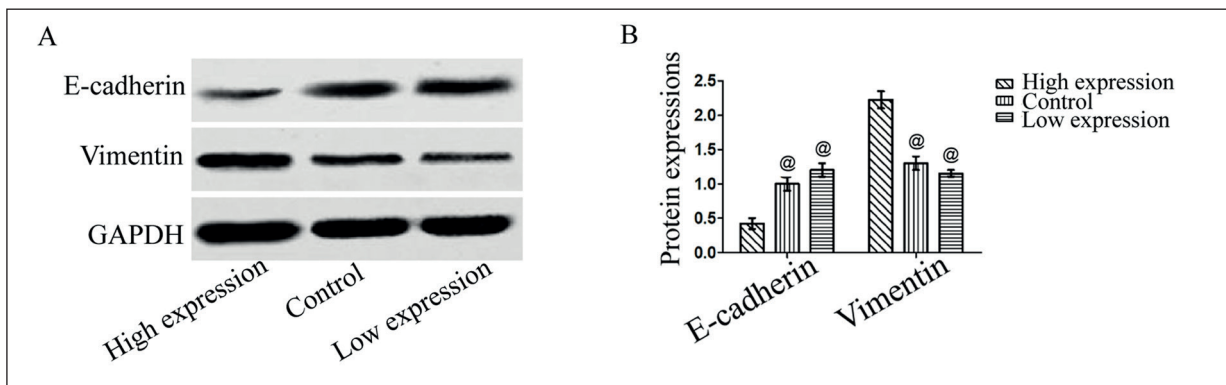 A
E-cadherin
Vimentin
GAPDH
High expression
Control
Low expression
B
Protein expressions
2.5
2.0
1.5
1.0
0.5
0.0
@
@
@
@
E-cadherin
Vimentin
High expression
Control
Low expression